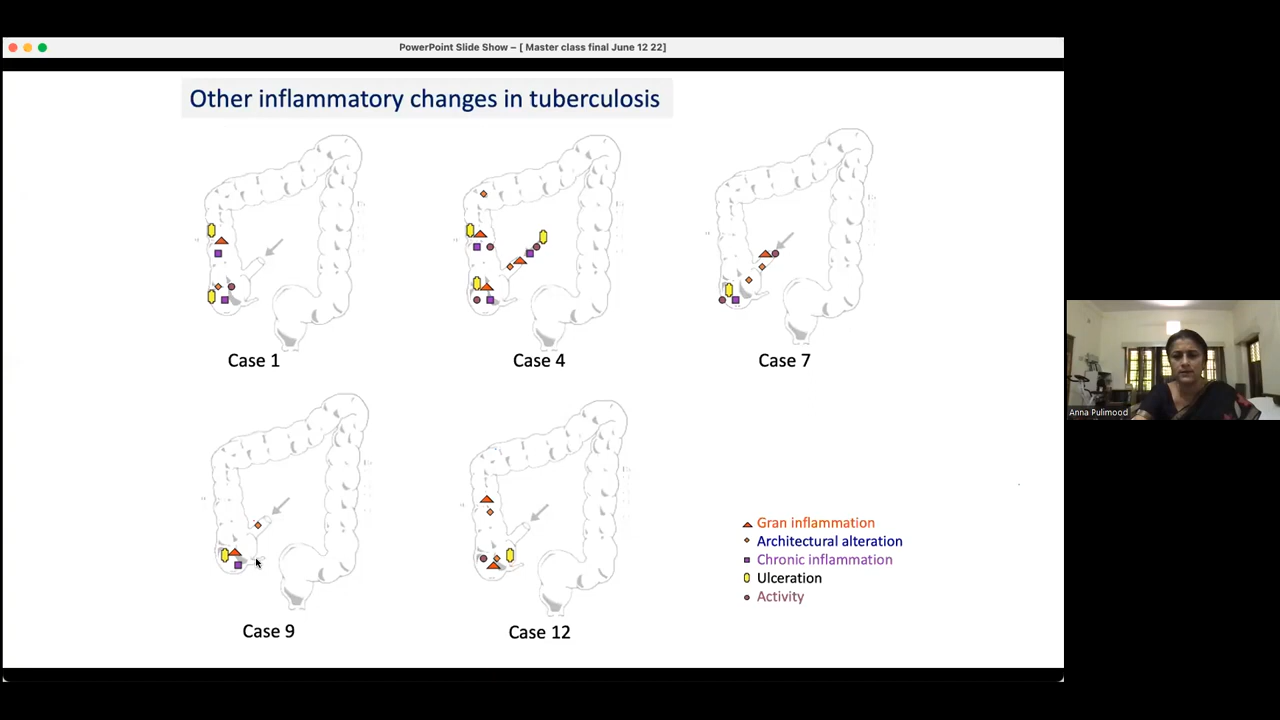 PowerPoint Slide Show – [ Master class final June 12 22]
Other inflammatory changes in tuberculosis
Case 1
Case 4
Case 7
Anna Pulimood
Case 9
Case 12
Gran inflammation
Architectural alteration
Chronic inflammation
Ulceration
Activity